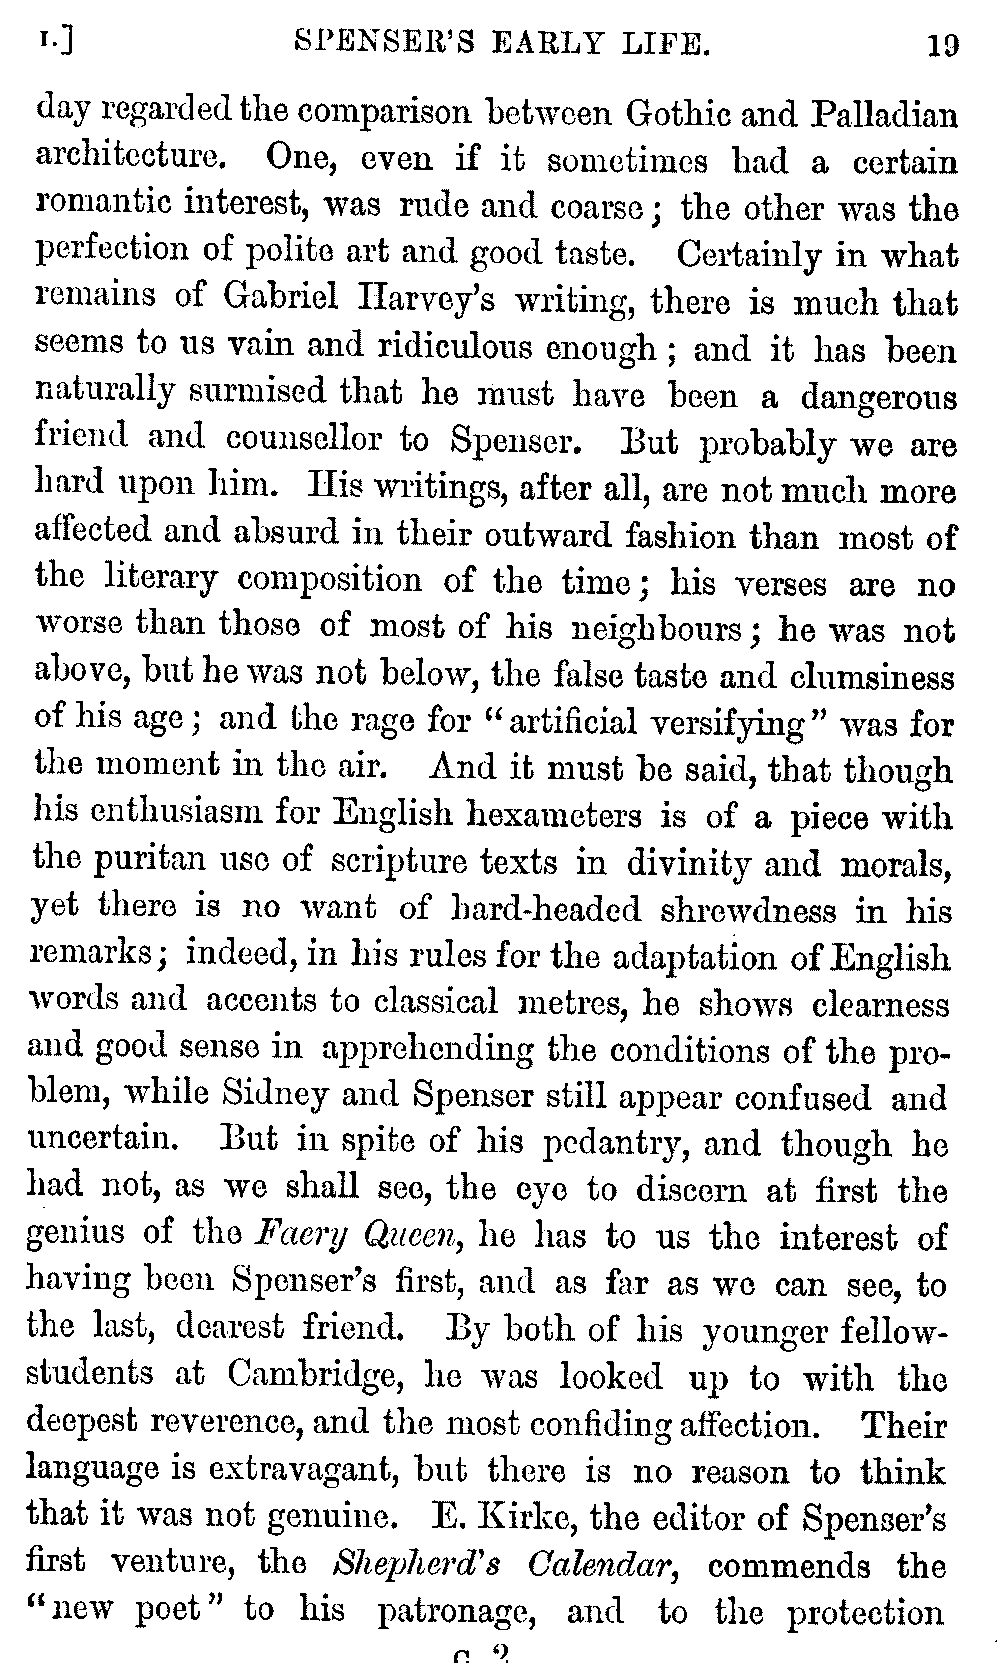 I.] SPENSER'S EARLY LIFE. 19
day regarded the comparison between Gothic and Palladian
architecture. One, even if it sometimes had a certain
romantic interest, was rude and coarse; the other was the
perfection of polite art and good taste. Certainly in what
remains of Gabriel Harvey's writing, there is much that
seems to us vain and ridiculous enough; and it has been
naturally surmised that he must have been a dangerous
friend and counsellor to Spenser. But probably we are
hard upon him. His writings, after all, are not much more
affected and absurd in their outward fashion than most of
the literary composition of the time; his verses are no
worse than those of most of his neighbours; he was not
above, but he was not below, the false taste and clumsiness
of his age; and the rage for "artificial versifying" was for
the moment in the air. And it must be said, that though
his enthusiasm for English hexameters is of a piece with
the puritan use of scripture texts in divinity and morals,
yet there is no want of hard-headed shrewdness in his
remarks; indeed, in his rules for the adaptation of English
words and accents to classical metres, he shows clearness
and good sense in apprehending the conditions of the pro-
blem, while Sidney and Spenser still appear confused and
uncertain. But in spite of his pedantry, and though he
had not, as we shall see, the eye to discern at first the
genius of the Faery Queen, he has to us the interest of
having been Spenser's first, and as far as we can see, to
the last, dearest friend. By both of his younger fellow-
students at Cambridge, he was looked up to with the
deepest reverence, and the most confiding affection. Their
language is extravagant, but there is no reason to think
that it was not genuine. E. Kirke, the editor of Spenser's
first venture, the Shepherd's Calendar, commends the
"new poet" to his patronage, and to the protection
C 2